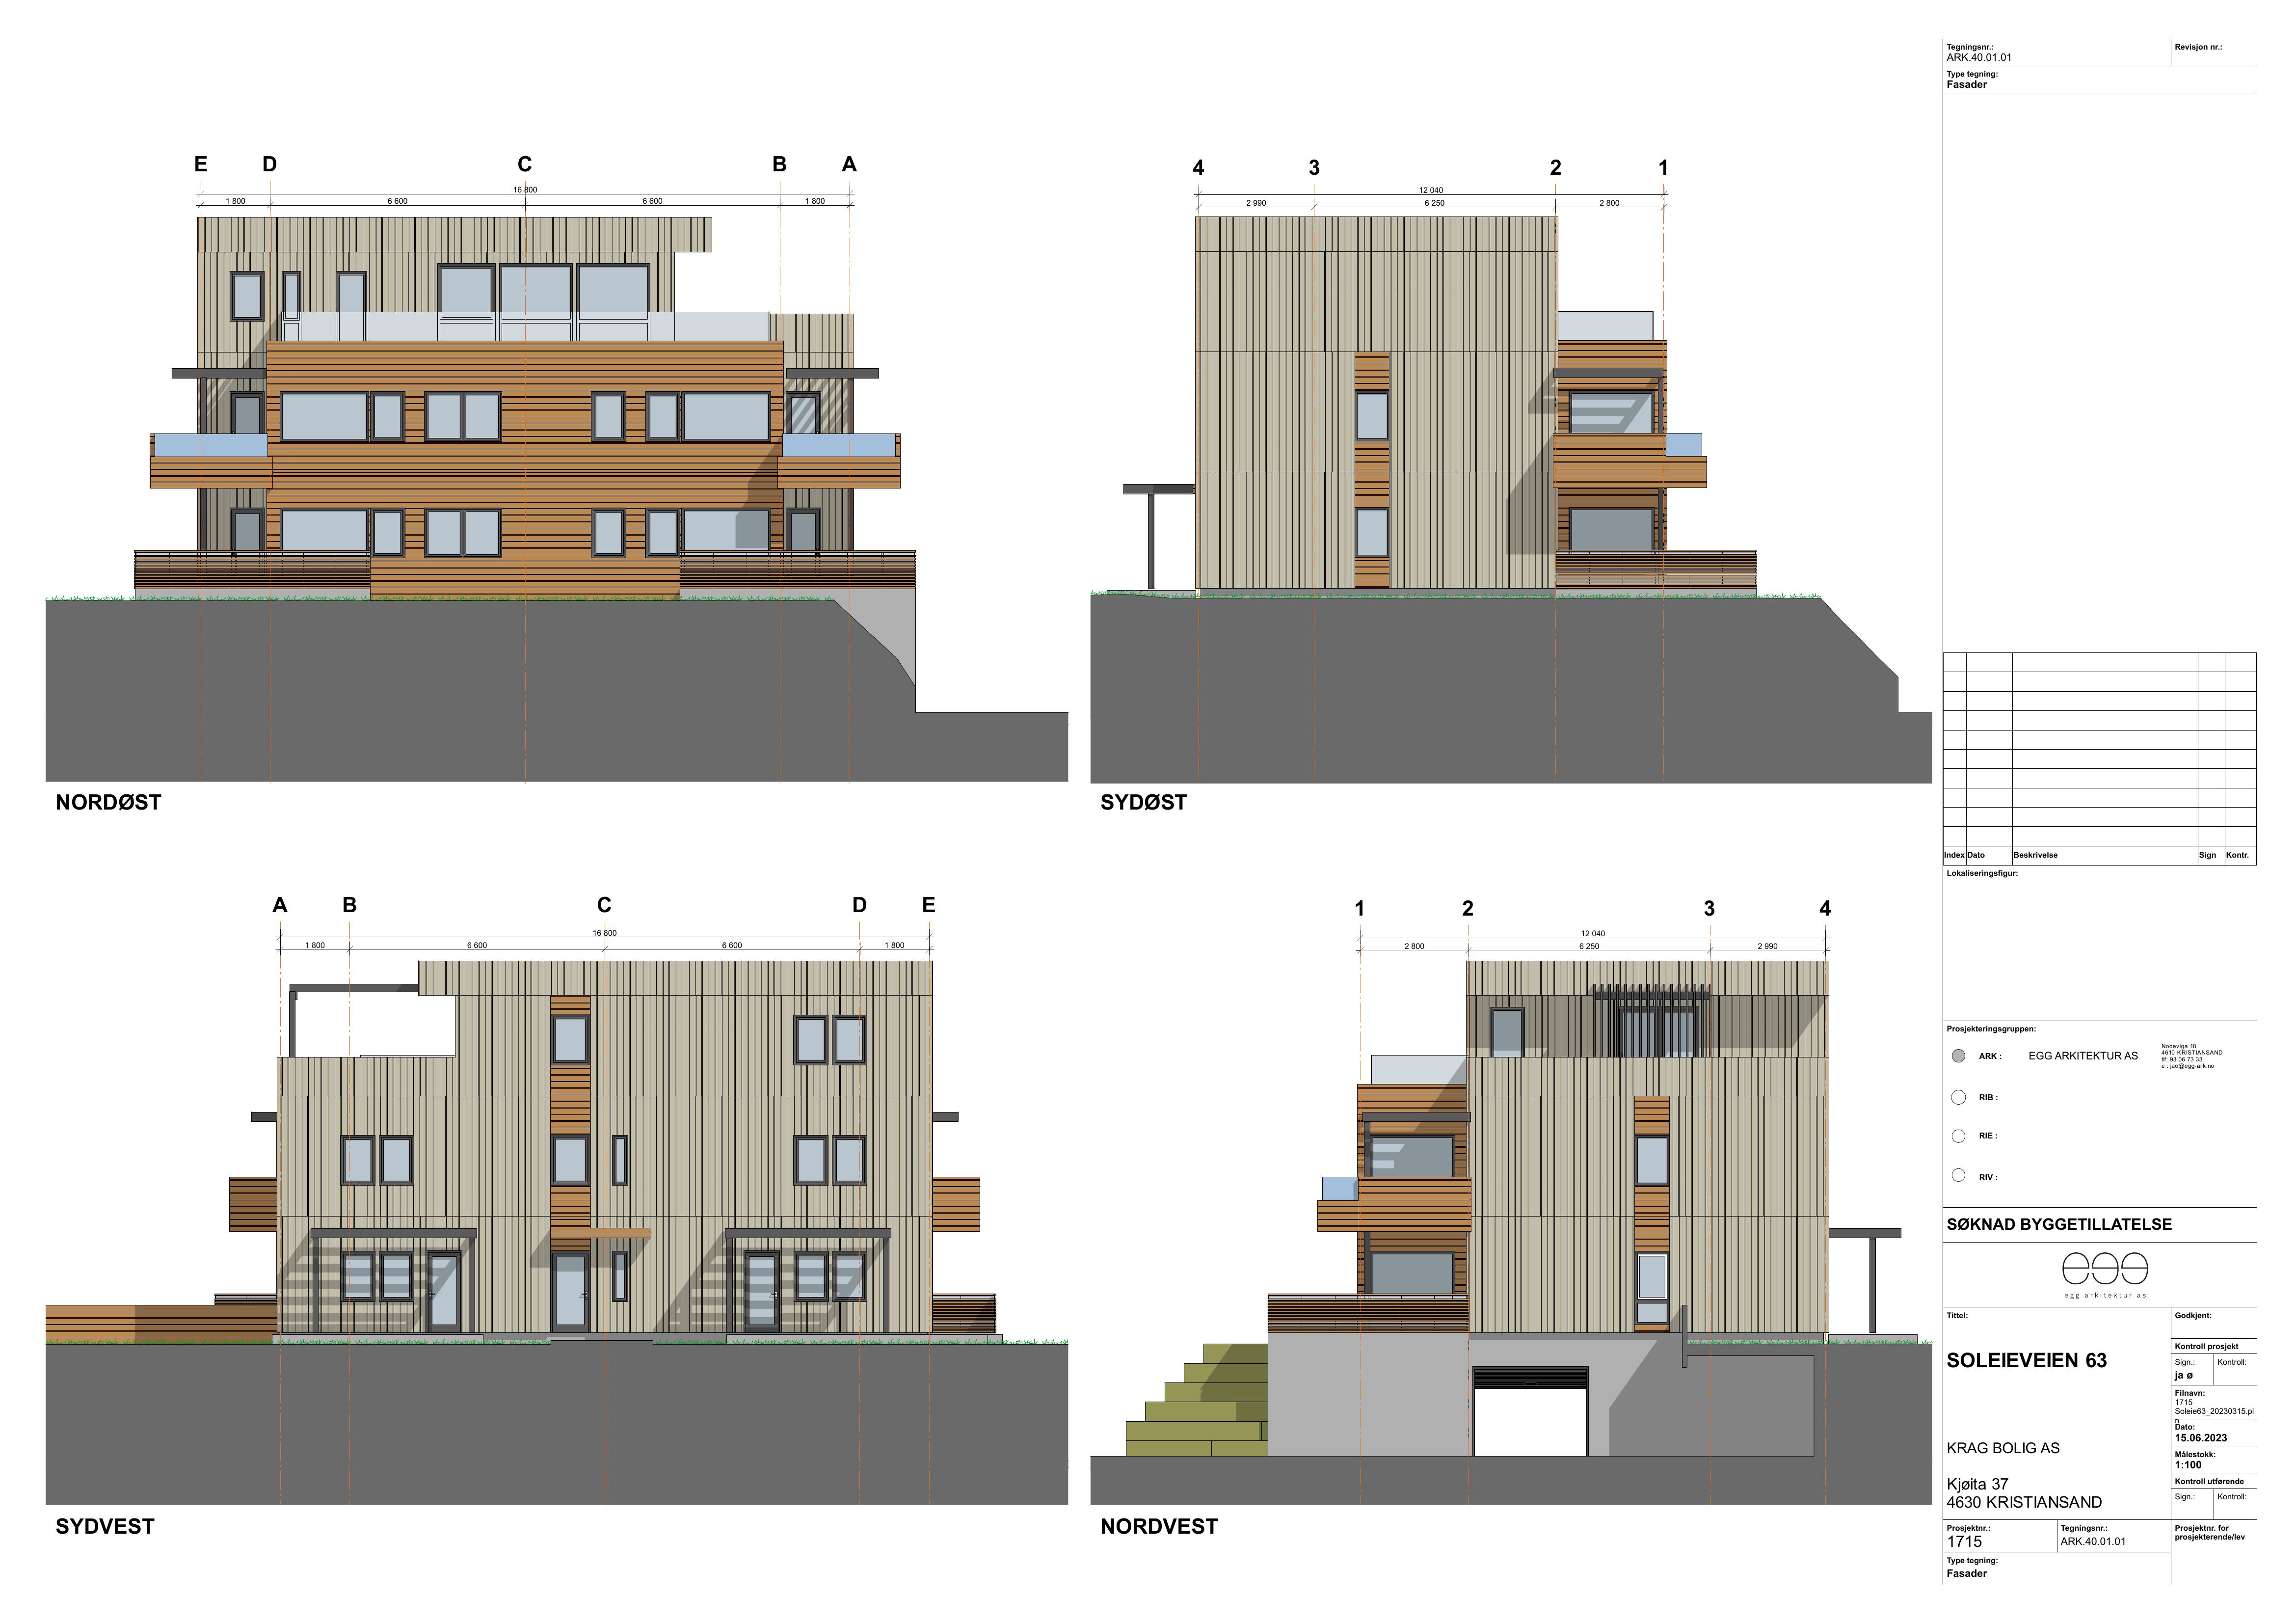 E D C B A
16 800
1 800 6 600 6 600 1 800
NORDØST
4 3 2 1
12 040
2 990 6 250 2 800
SYDØST
A B C D E
16 800
1 800 6 600 6 600 1 800
SYDVEST
1 2 3 4
12 040
2 800 6 250 2 990
NORDVEST
Tegningsnr.: Revisjon nr.:
ARK.40.01.01
Type tegning:
Fasader
Index Dato Beskrivelse Sign Kontr.
Lokaliseringsfigur:
Prosjekteringsgruppen:
ARK : EGG ARKITEKTUR AS
Nodeviga 18
4610 KRISTIANSAND
tlf: 93 06 73 33
e : jao@egg-ark.no
RIB :
RIE :
RIV :
SØKNAD BYGGETILLATELSE
egg
egg arkitektur as
Tittel:
SOLEIEVEIEN 63
KRAG BOLIG AS
Kjøita 37
4630 KRISTIANSAND
Godkjent:
Kontroll prosjekt
Sign.: Kontroll:
ja ø
Filnavn:
1715
Soleie63_20230315.pl
n
Dato:
15.06.2023
Målestokk:
1:100
Kontroll utførende
Sign.: Kontroll:
Prosjektnr.: Tegningsnr.:
1715 ARK.40.01.01
Prosjektnr. for
prosjekterende/lev
Type tegning:
Fasader